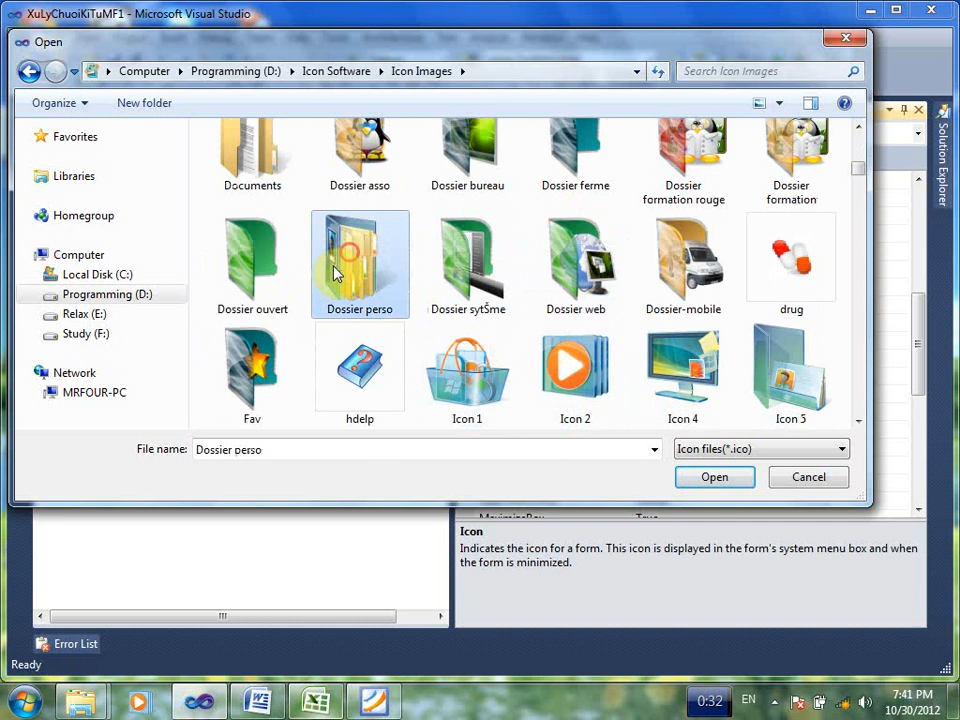 XuLyChuoiKiTuMF1 - Microsoft Visual Studio
Open
Computer Programming (D:) Icon Software Icon Images
Search Icon Images
Organize
New folder
Favorites
Libraries
Homegroup
Computer
Local Disk (C:)
Programming (D:)
Relax (E:)
Study (F:)
Network
MRFOUR-PC
Documents
Dossier asso
Dossier bureau
Dossier ferme
Dossier
formation rouge
Dossier
formation
Dossier ouvert
Dossier perso
Dossier sytŠme
Dossier web
Dossier-mobile
drug
Fav
hdelp
Icon 1
Icon 2
Icon 4
Icon 5
File name:
Dossier perso
Icon files(*.ico)
Open
Cancel
Solution Explorer
MaximizeBox
True
Icon
Indicates the icon for a form. This icon is displayed in the form's system menu box and when
the form is minimized.
Error List
Ready
0:32
EN
7:41 PM
10/30/2012